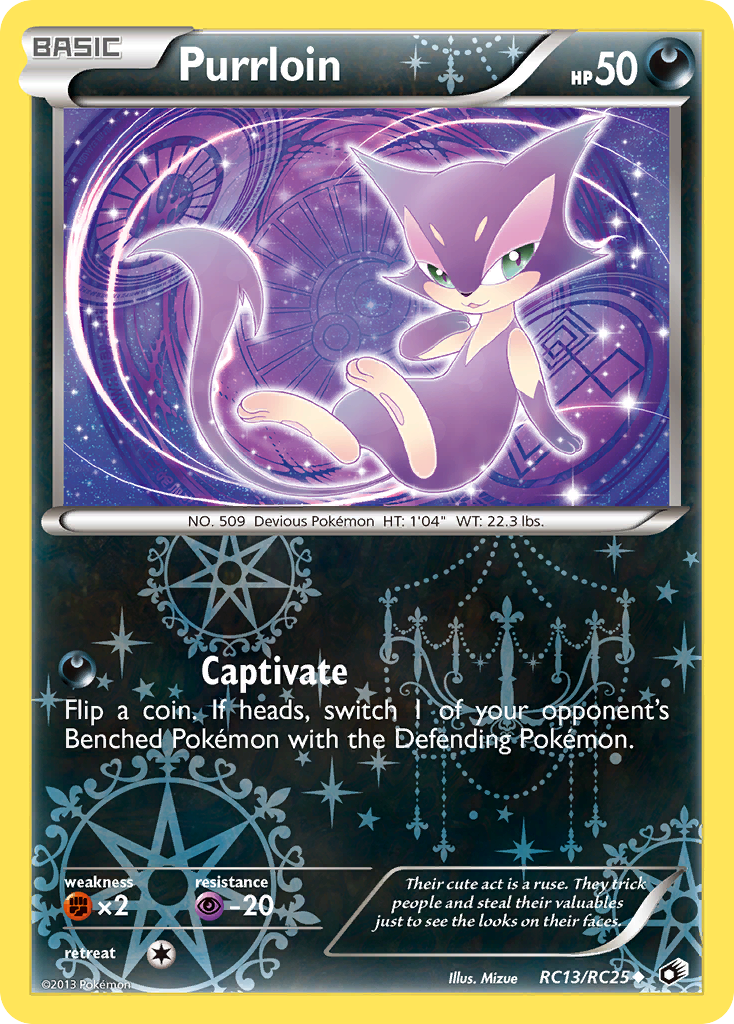 BASIC
Purrloin
HP 50
NO. 509 Devious Pokémon HT: 1'04" WT: 22.3 lbs.
Captivate
Flip a coin. If heads, switch 1 of your opponent's
Benched Pokémon with the Defending Pokémon.
weakness
×2
resistance
-20
retreat
Their cute act is a ruse. They trick
people and steal their valuables
just to see the looks on their faces.
Illus. Mizue RC13/RC25
©2013 Pokémon